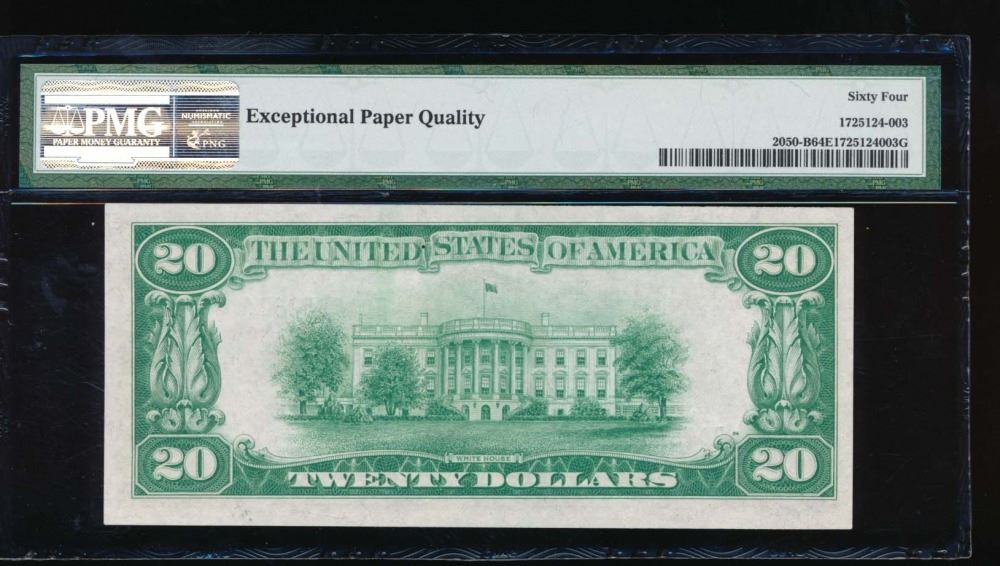 PMG
PAPER MONEY GUARANTY
NUMISMATIC
PNG
Exceptional Paper Quality
Sixty Four
1725124-003
2050-B64E1725124003G
20
THE UNITED STATES OF AMERICA
20
WHITE HOUSE
20
TWENTY DOLLARS
20